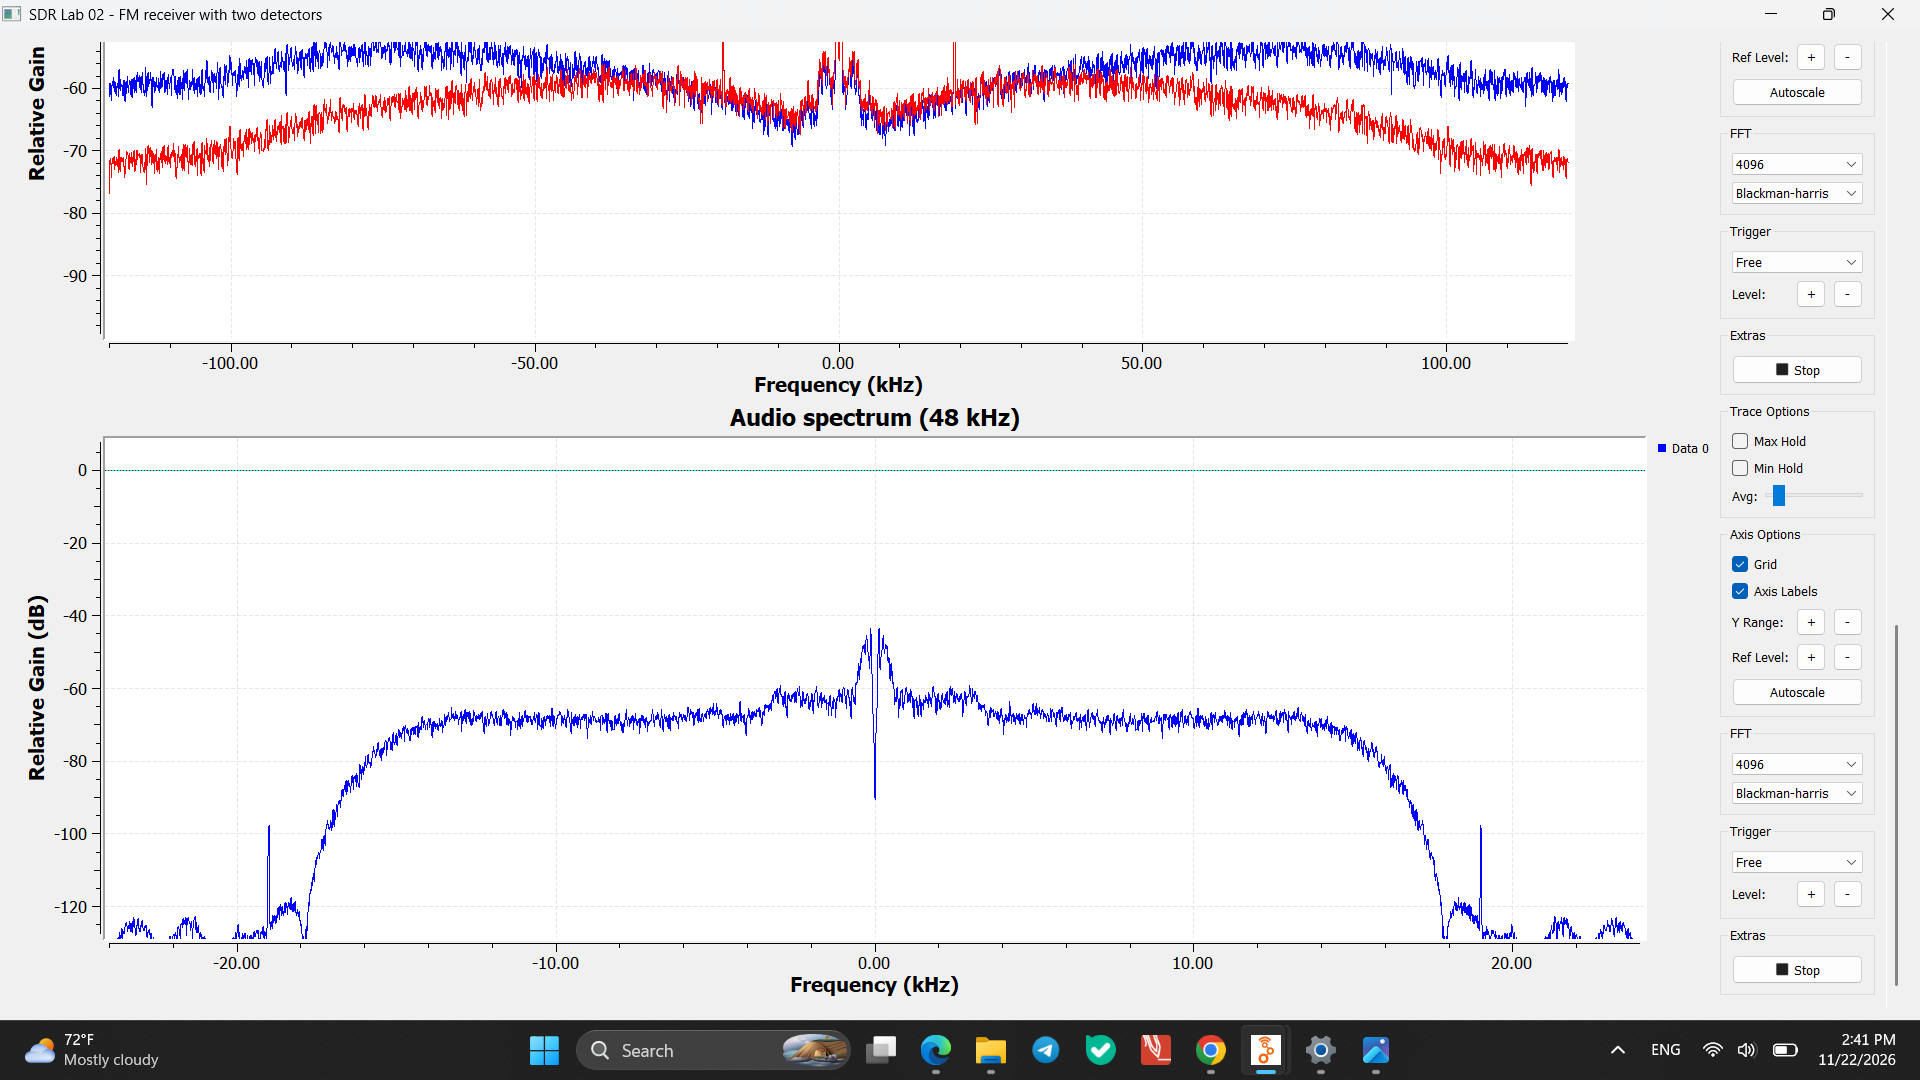 SDR Lab 02 - FM receiver with two detectors
Relative Gain
-60
-70
-80
-90
-100.00
-50.00
0.00
50.00
100.00
Frequency (kHz)
Audio spectrum (48 kHz)
Relative Gain (dB)
0
-20
-40
-60
-80
-100
-120
-20.00
-10.00
0.00
10.00
20.00
Frequency (kHz)
Data 0
Ref Level:
+
-
Autoscale
FFT
4096
Blackman-harris
Trigger
Free
Level:
+
-
Extras
Stop
Trace Options
Max Hold
Min Hold
Avg:
Axis Options
Grid
Axis Labels
Y Range:
+
-
Ref Level:
+
-
Autoscale
FFT
4096
Blackman-harris
Trigger
Free
Level:
+
-
Extras
Stop
72°F
Mostly cloudy
Search
ENG
2:41 PM
11/22/2026